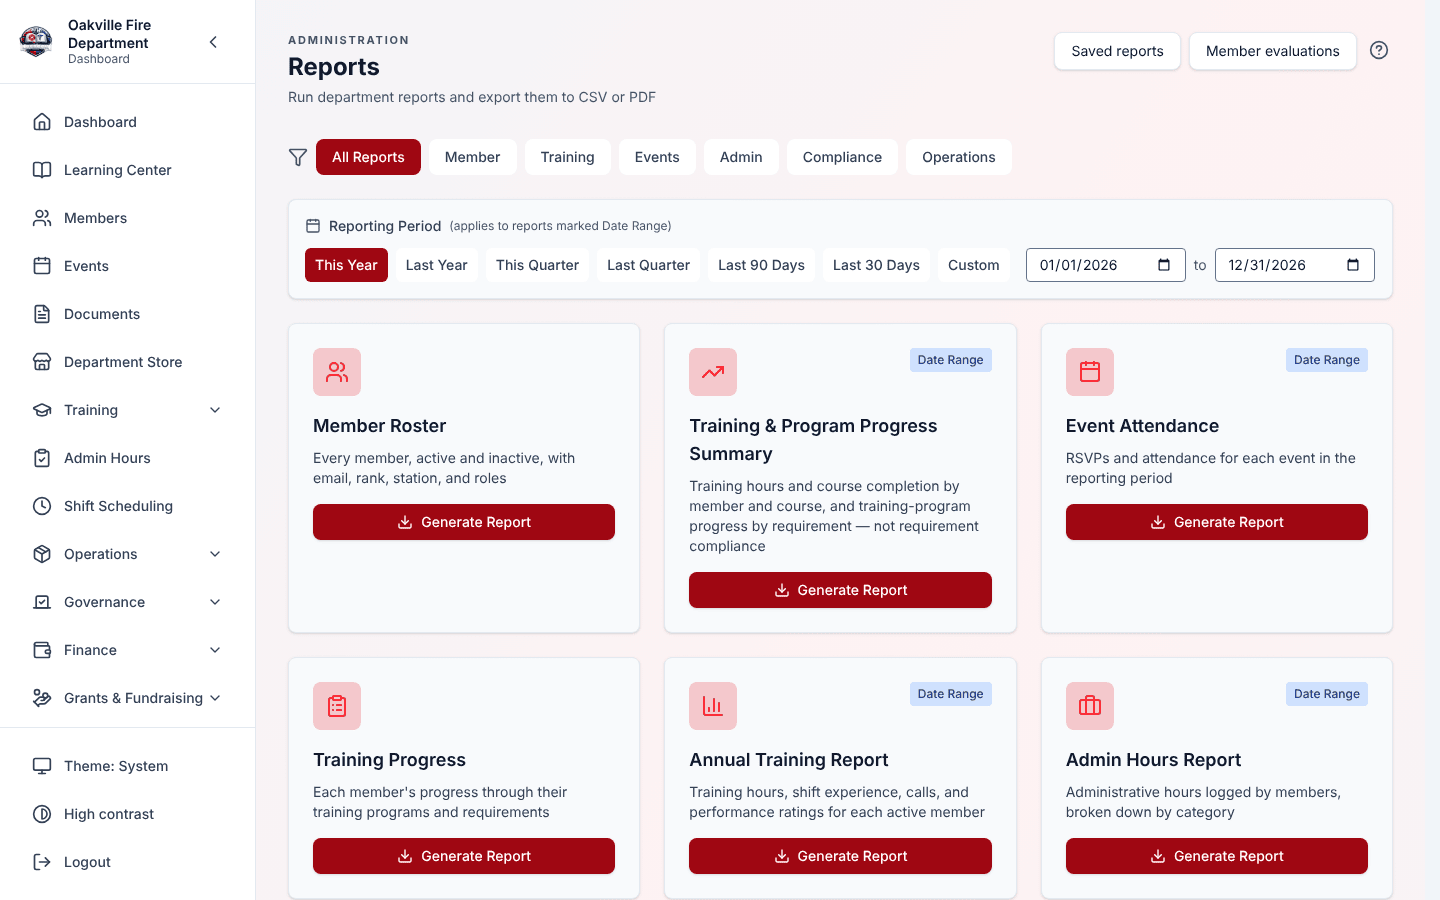 Oakville Fire
Department
Dashboard
Dashboard
Learning Center
Members
Events
Documents
Department Store
Training
Admin Hours
Shift Scheduling
Operations
Governance
Finance
Grants & Fundraising
Theme: System
High contrast
Logout
ADMINISTRATION
Reports
Run department reports and export them to CSV or PDF
Saved reports
Member evaluations
All Reports
Member
Training
Events
Admin
Compliance
Operations
Reporting Period (applies to reports marked Date Range)
This Year
Last Year
This Quarter
Last Quarter
Last 90 Days
Last 30 Days
Custom
01/01/2026
to
12/31/2026
Member Roster
Every member, active and inactive, with
email, rank, station, and roles
Generate Report
Date Range
Training & Program Progress
Summary
Training hours and course completion by
member and course, and training-program
progress by requirement — not requirement
compliance
Generate Report
Date Range
Event Attendance
RSVPs and attendance for each event in the
reporting period
Generate Report
Training Progress
Each member's progress through their
training programs and requirements
Generate Report
Date Range
Annual Training Report
Training hours, shift experience, calls, and
performance ratings for each active member
Generate Report
Date Range
Admin Hours Report
Administrative hours logged by members,
broken down by category
Generate Report